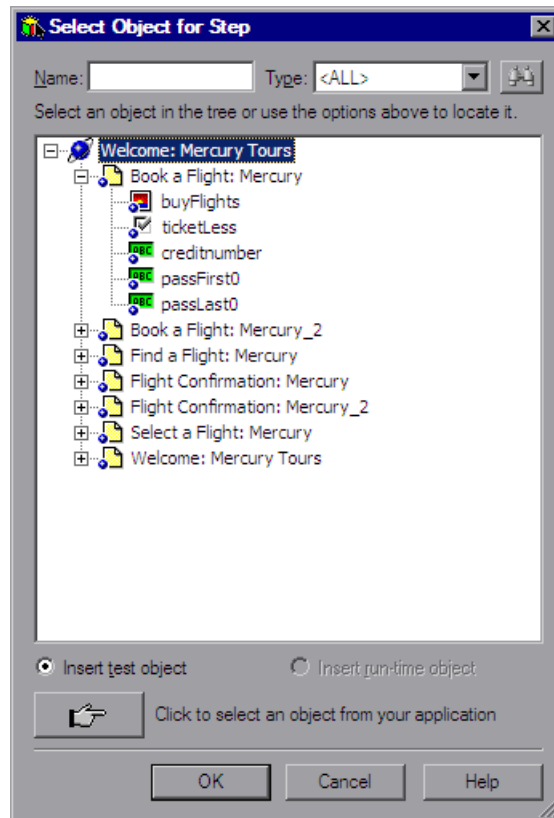 Select Object for Step
Name: Type: <ALL>
Select an object in the tree or use the options above to locate it.
Welcome: Mercury Tours
Book a Flight: Mercury
buyFlights
ticketLess
ABC creditnumber
ABC passFirst0
ABC passLast0
Book a Flight: Mercury_2
Find a Flight: Mercury
Flight Confirmation: Mercury
Flight Confirmation: Mercury_2
Select a Flight: Mercury
Welcome: Mercury Tours
Insert test object Insert run-time object
Click to select an object from your application
OK Cancel Help